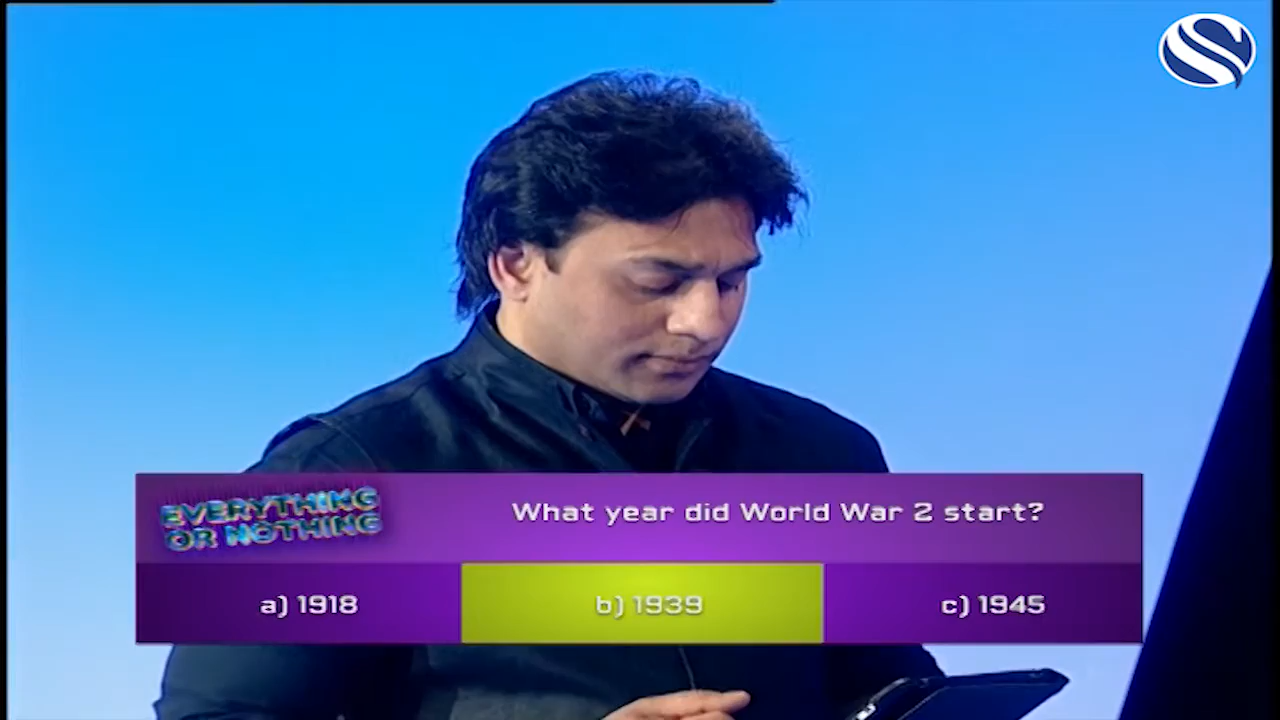 EVERYTHING
OR NOTHING
What year did World War 2 start?
a) 1918
b) 1939
c) 1945